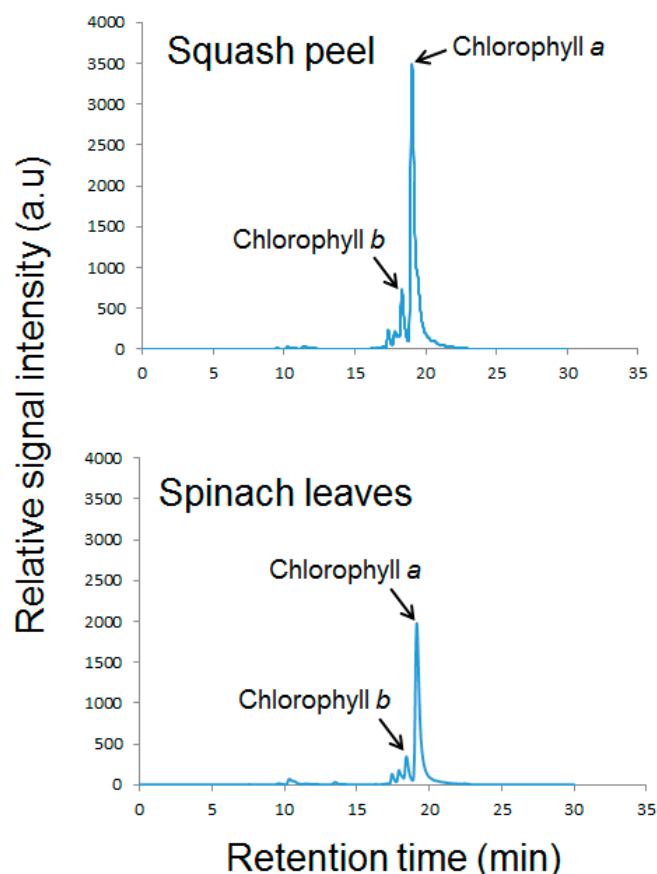 Relative signal intensity (a.u)
Squash peel
Chlorophyll a
Chlorophyll b
4000
3500
3000
2500
2000
1500
1000
500
0
0 5 10 15 20 25 30 35
Spinach leaves
Chlorophyll a
Chlorophyll b
4000
3500
3000
2500
2000
1500
1000
500
0
0 5 10 15 20 25 30 35
Retention time (min)